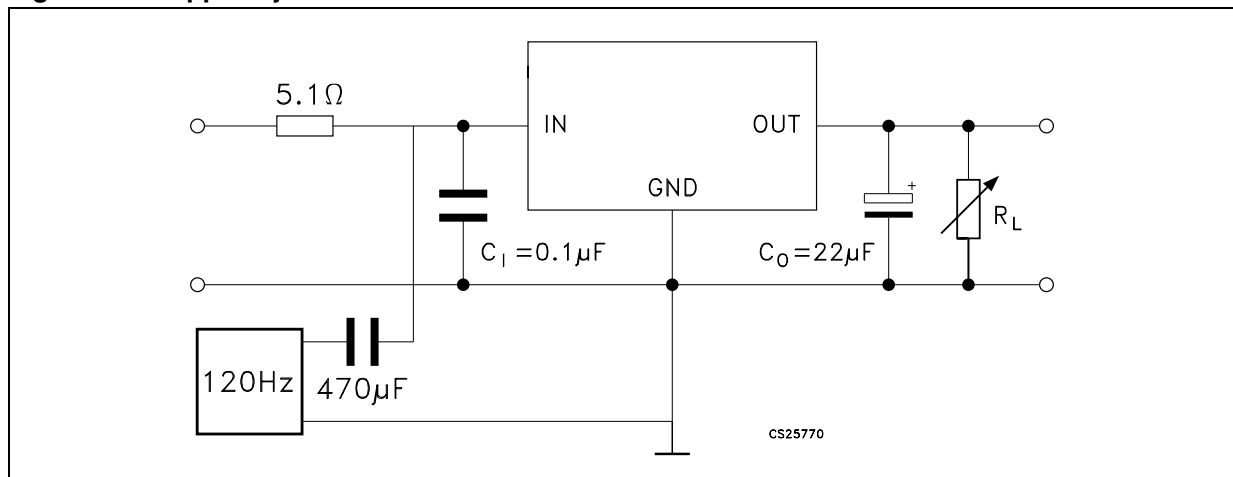 5.1Ω
IN
OUT
GND
+
R_L
C_I=0.1µF
C_O=22µF
120Hz
470µF
CS25770